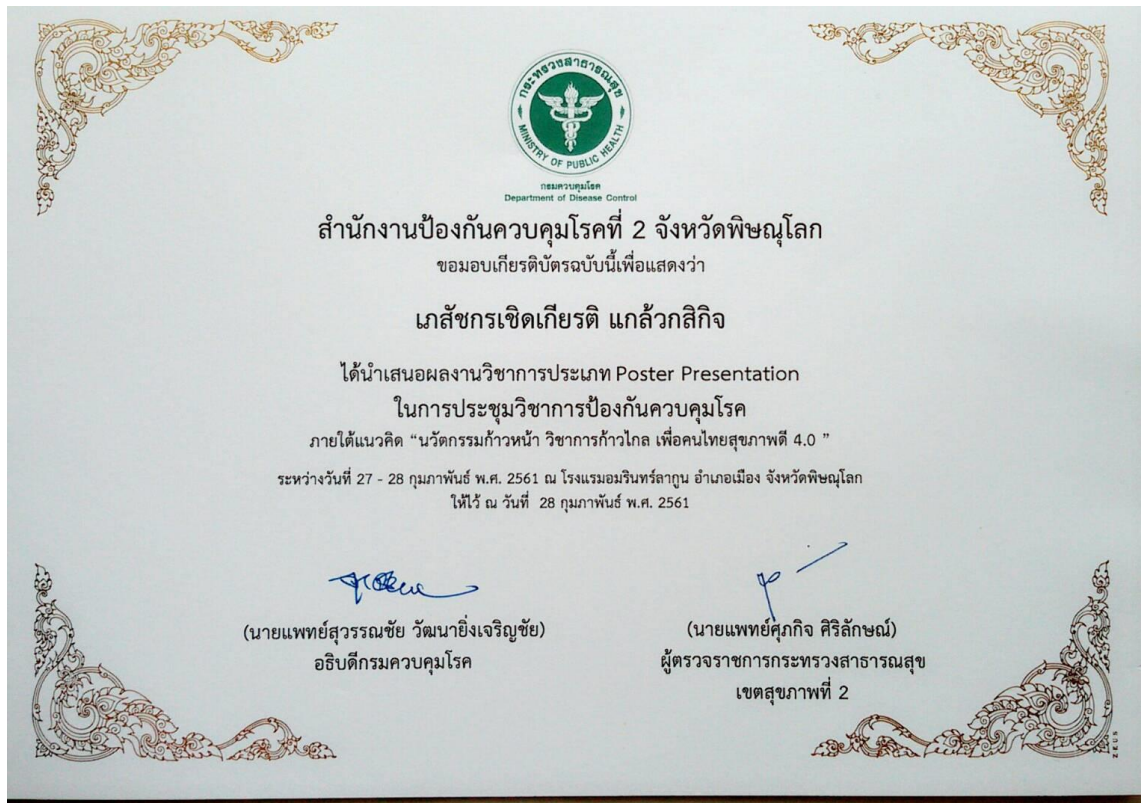 กระทรวงสาธารณสุข
MINISTRY OF PUBLIC HEALTH
กรมควบคุมโรค
Department of Disease Control
สำนักงานป้องกันควบคุมโรคที่ 2 จังหวัดพิษณุโลก
ขอมอบเกียรติบัตรฉบับนี้เพื่อแสดงว่า
เภสัชกรเชิดเกียรติ แกล้วกสิกิจ
ได้นำเสนอผลงานวิชาการประเภท Poster Presentation
ในการประชุมวิชาการป้องกันควบคุมโรค
ภายใต้แนวคิด “นวัตกรรมก้าวหน้า วิชาการก้าวไกล เพื่อคนไทยสุขภาพดี 4.0 ”
ระหว่างวันที่ 27 - 28 กุมภาพันธ์ พ.ศ. 2561 ณ โรงแรมอมรินทร์ลากูน อำเภอเมือง จังหวัดพิษณุโลก
ให้ไว้ ณ วันที่ 28 กุมภาพันธ์ พ.ศ. 2561
(นายแพทย์สุวรรณชัย วัฒนายิ่งเจริญชัย)
อธิบดีกรมควบคุมโรค
(นายแพทย์ศุภกิจ ศิริลักษณ์)
ผู้ตรวจราชการกระทรวงสาธารณสุข
เขตสุขภาพที่ 2
ZEUS